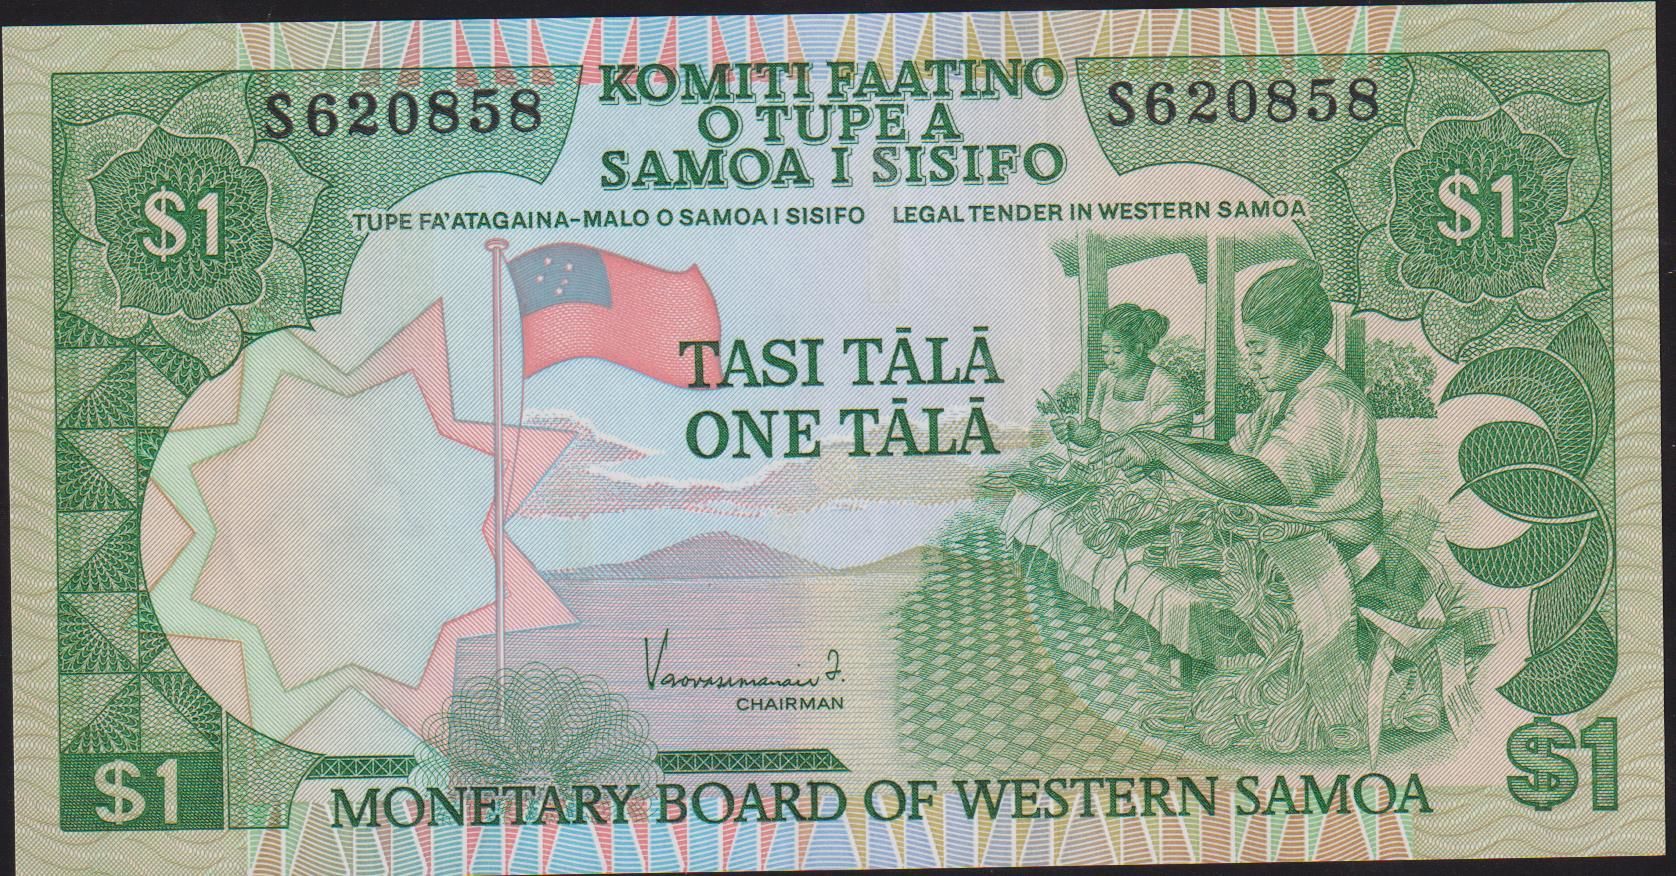 S620858
KOMITI FAATINO
O TUPE A
SAMOA I SISIFO
S620858
$1
$1
TUPE FA'ATAGAINA-MALO O SAMOA I SISIFO LEGAL TENDER IN WESTERN SAMOA
TASI TĀLĀ
ONE TĀLĀ
CHAIRMAN
$1
$1
MONETARY BOARD OF WESTERN SAMOA